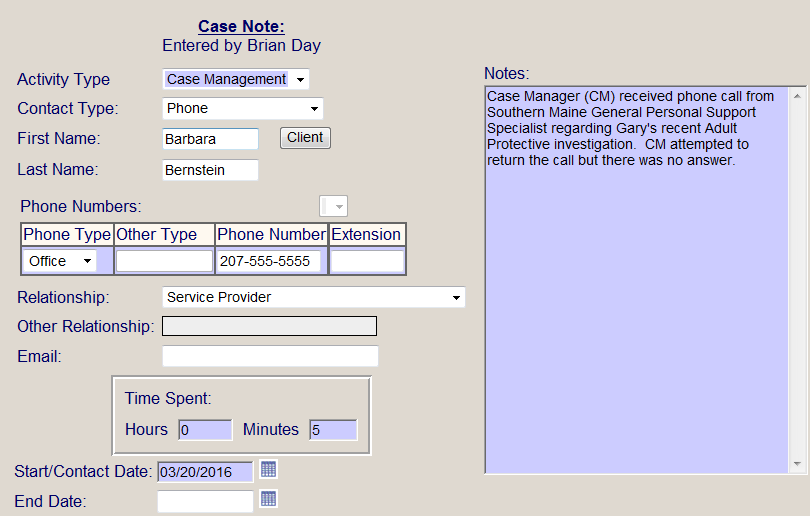 Case Note:
Entered by Brian Day
Activity Type Case Management
Contact Type: Phone
First Name: Barbara Client
Last Name: Bernstein
Phone Numbers:
Phone Type Other Type Phone Number Extension
Office 207-555-5555
Relationship: Service Provider
Other Relationship:
Email:
Time Spent:
Hours 0 Minutes 5
Start/Contact Date: 03/20/2016
End Date:
Notes:
Case Manager (CM) received phone call from
Southern Maine General Personal Support
Specialist regarding Gary's recent Adult
Protective investigation.  CM attempted to
return the call but there was no answer.